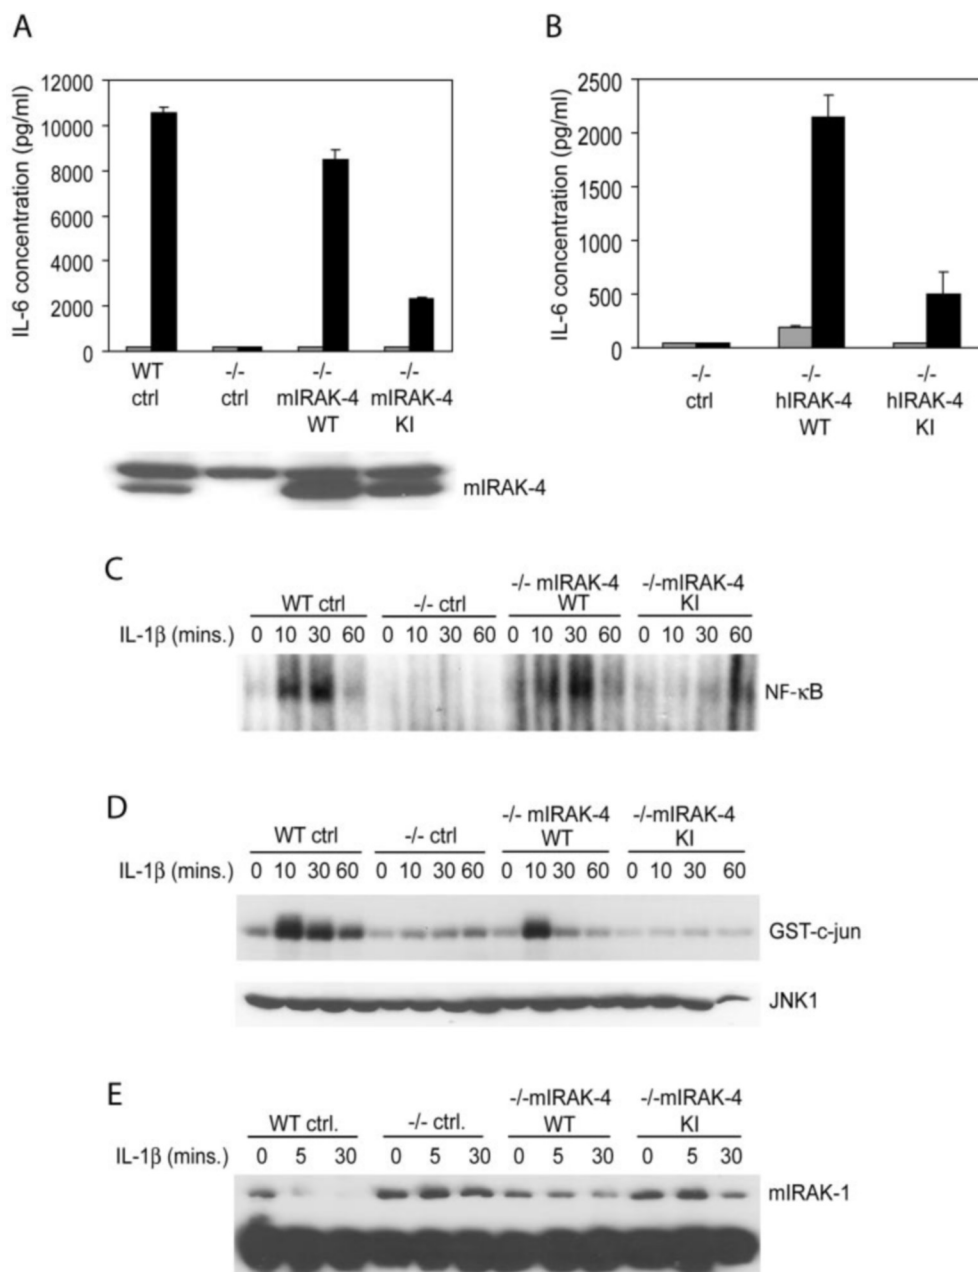 A
IL-6 concentration (pg/ml)
12000
10000
8000
6000
4000
2000
0
WT -/- -/- -/-
ctrl ctrl mIRAK-4 mIRAK-4
WT KI
mIRAK-4
B
IL-6 concentration (pg/ml)
2500
2000
1500
1000
500
0
-/- -/- -/-
ctrl hIRAK-4 hIRAK-4
WT KI
C
-/- mIRAK-4 -/-mIRAK-4
WT ctrl -/- ctrl WT KI
IL-1β (mins.) 0 10 30 60 0 10 30 60 0 10 30 60 0 10 30 60
NF-κB
D
-/- mIRAK-4 -/-mIRAK-4
WT ctrl -/- ctrl WT KI
IL-1β (mins.) 0 10 30 60 0 10 30 60 0 10 30 60 0 10 30 60
GST-c-jun
JNK1
E
-/-mIRAK-4 -/-mIRAK-4
WT ctrl. -/- ctrl. WT KI
IL-1β (mins.) 0 5 30 0 5 30 0 5 30 0 5 30
mIRAK-1